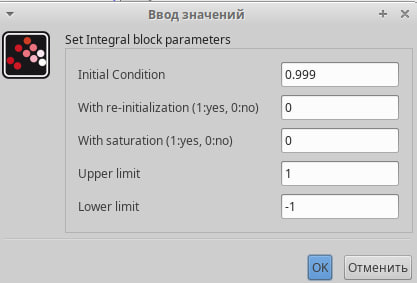 Ввод значений
Set Integral block parameters
Initial Condition 0.999
With re-initialization (1:yes, 0:no) 0
With saturation (1:yes, 0:no) 0
Upper limit 1
Lower limit -1
OK Отменить